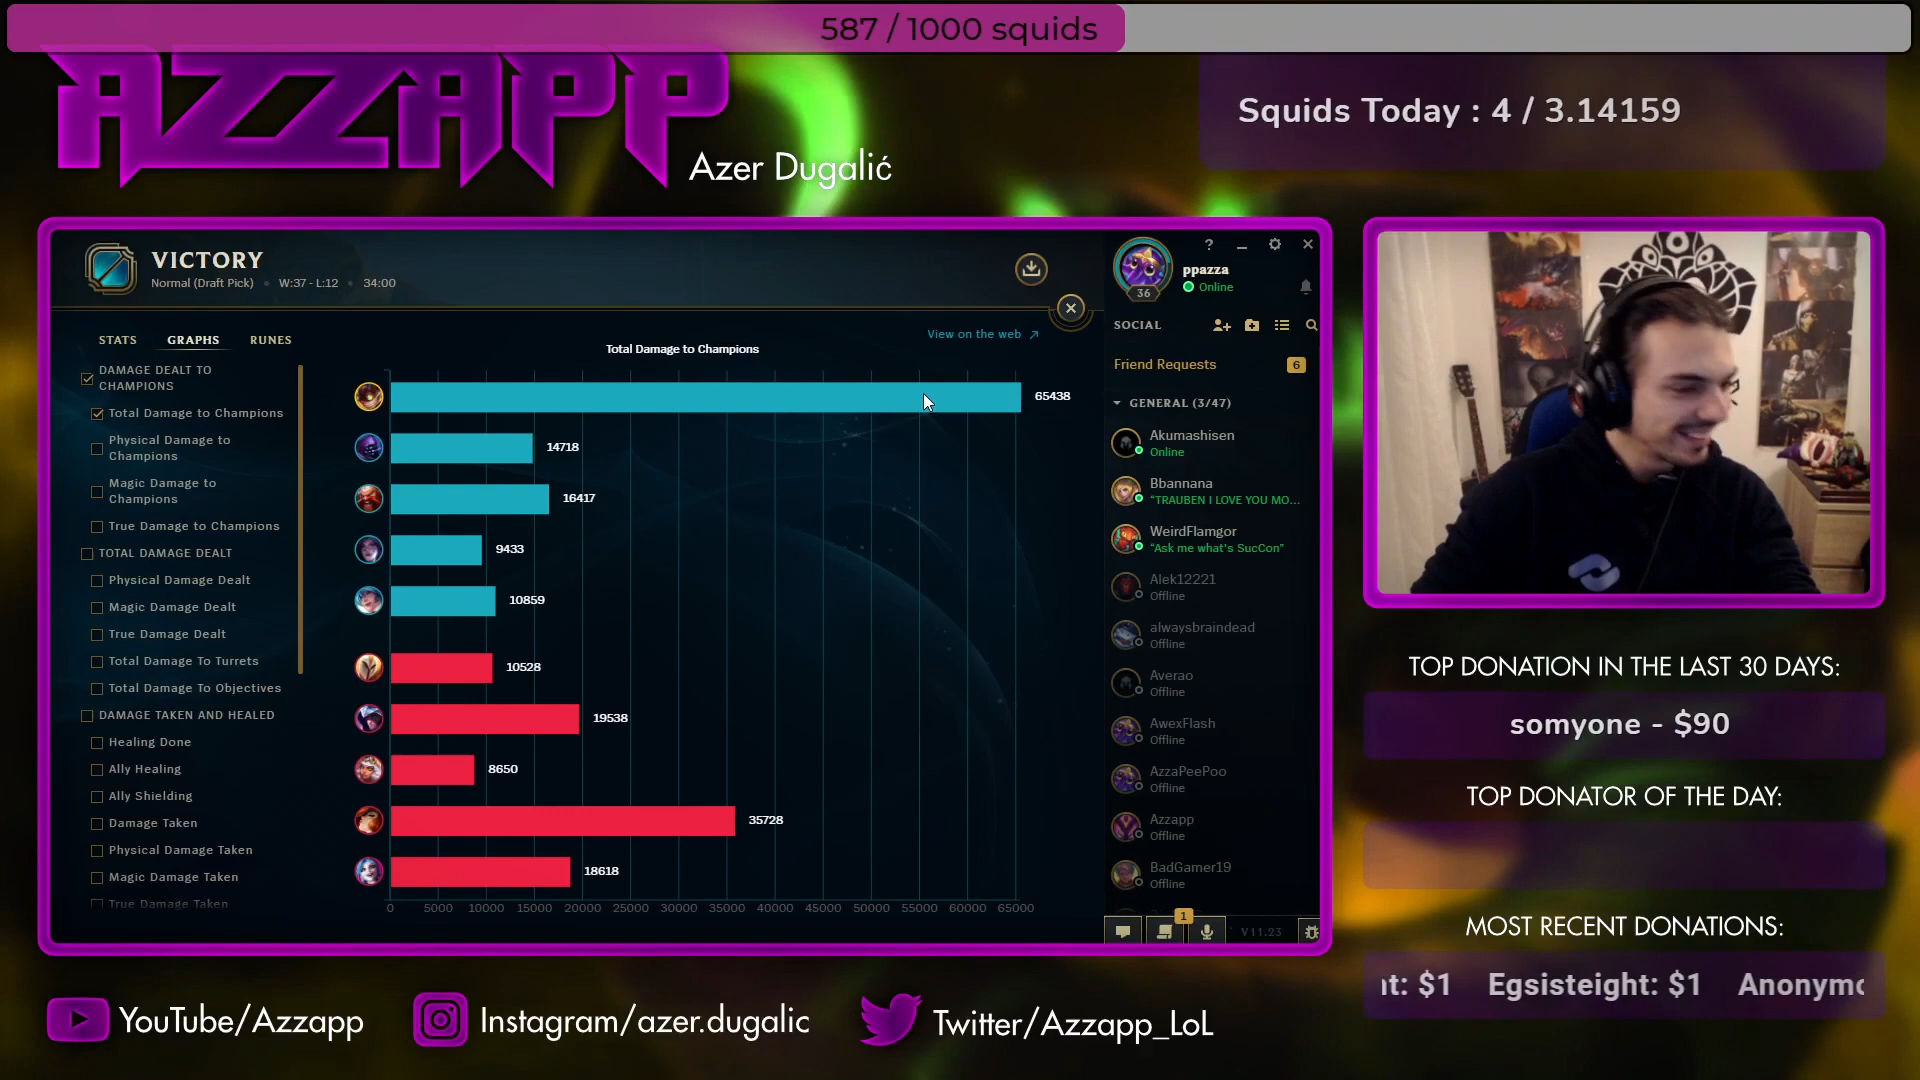 587 / 1000 squids
AZZAPP
Azer Dugalić
Squids Today : 4 / 3.14159
VICTORY
Normal (Draft Pick) • W:37 - L:12 • 34:00
STATS GRAPHS RUNES
View on the web
Total Damage to Champions
DAMAGE DEALT TO
CHAMPIONS
Total Damage to Champions
Physical Damage to
Champions
Magic Damage to
Champions
True Damage to Champions
TOTAL DAMAGE DEALT
Physical Damage Dealt
Magic Damage Dealt
True Damage Dealt
Total Damage To Turrets
Total Damage To Objectives
DAMAGE TAKEN AND HEALED
Healing Done
Ally Healing
Ally Shielding
Damage Taken
Physical Damage Taken
Magic Damage Taken
True Damage Taken
65438
14718
16417
9433
10859
10528
19538
8650
35728
18618
0 5000 10000 15000 20000 25000 30000 35000 40000 45000 50000 55000 60000 65000
?
36
ppazza
Online
SOCIAL
Friend Requests 6
GENERAL (3/47)
Akumashisen
Online
Bbannana
“TRAUBEN I LOVE YOU MO...
WeirdFlamgor
“Ask me what's SucCon”
Alek12221
Offline
alwaysbraindead
Offline
Averao
Offline
AwexFlash
Offline
AzzaPeePoo
Offline
Azzapp
Offline
BadGamer19
Offline
1
V11.23
TOP DONATION IN THE LAST 30 DAYS:
somyone - $90
TOP DONATOR OF THE DAY:
MOST RECENT DONATIONS:
ıt: $1 Egsisteight: $1 Anonymo
YouTube/Azzapp
Instagram/azer.dugalic
Twitter/Azzapp_LoL